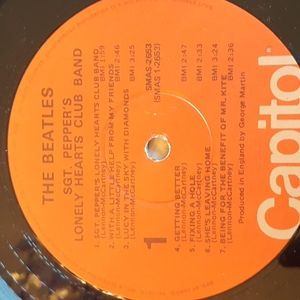 THE BEATLES
SGT. PEPPER'S
LONELY HEARTS CLUB BAND
SMAS-2653
(SMAS 1-2653)
1
1. SGT. PEPPER'S LONELY HEARTS CLUB BAND
(Lennon-McCartney) BMI 1:59
2. WITH A LITTLE HELP FROM MY FRIENDS
(Lennon-McCartney) BMI 2:46
3. LUCY IN THE SKY WITH DIAMONDS
(Lennon-McCartney) BMI 3:25
4. GETTING BETTER
(Lennon-McCartney) BMI 2:47
5. FIXING A HOLE
(Lennon-McCartney) BMI 2:33
6. SHE'S LEAVING HOME
(Lennon-McCartney) BMI 3:24
7. BEING FOR THE BENEFIT OF MR. KITE
(Lennon-McCartney) BMI 2:36
Produced in England by George Martin
Capitol